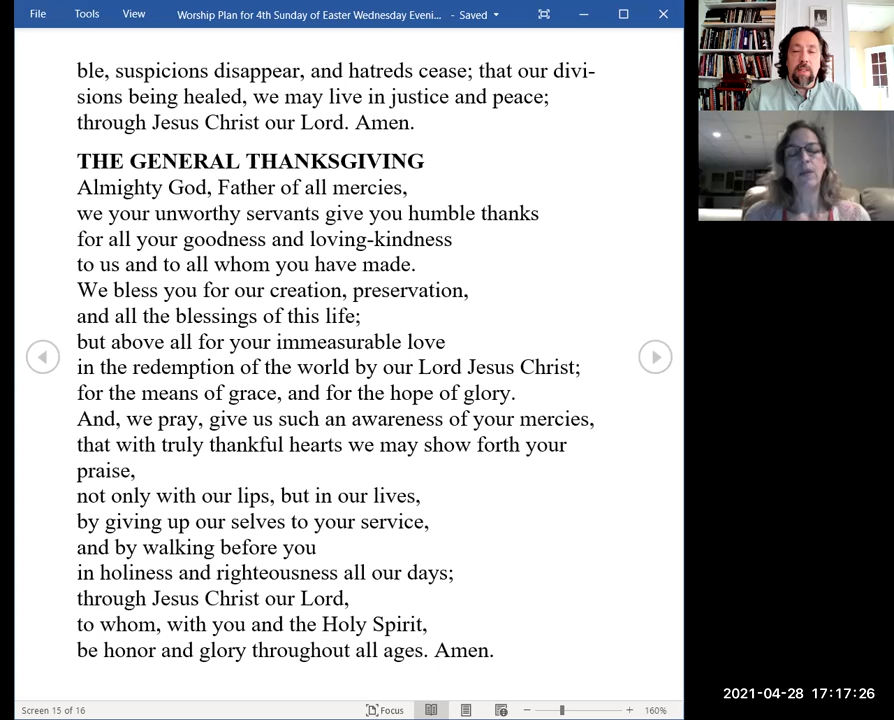 File Tools View Worship Plan for 4th Sunday of Easter Wednesday Eveni... - Saved
ble, suspicions disappear, and hatreds cease; that our divi-
sions being healed, we may live in justice and peace;
through Jesus Christ our Lord. Amen.
THE GENERAL THANKSGIVING
Almighty God, Father of all mercies,
we your unworthy servants give you humble thanks
for all your goodness and loving-kindness
to us and to all whom you have made.
We bless you for our creation, preservation,
and all the blessings of this life;
but above all for your immeasurable love
in the redemption of the world by our Lord Jesus Christ;
for the means of grace, and for the hope of glory.
And, we pray, give us such an awareness of your mercies,
that with truly thankful hearts we may show forth your
praise,
not only with our lips, but in our lives,
by giving up our selves to your service,
and by walking before you
in holiness and righteousness all our days;
through Jesus Christ our Lord,
to whom, with you and the Holy Spirit,
be honor and glory throughout all ages. Amen.
2021-04-28 17:17:26
Screen 15 of 16 Focus 160%